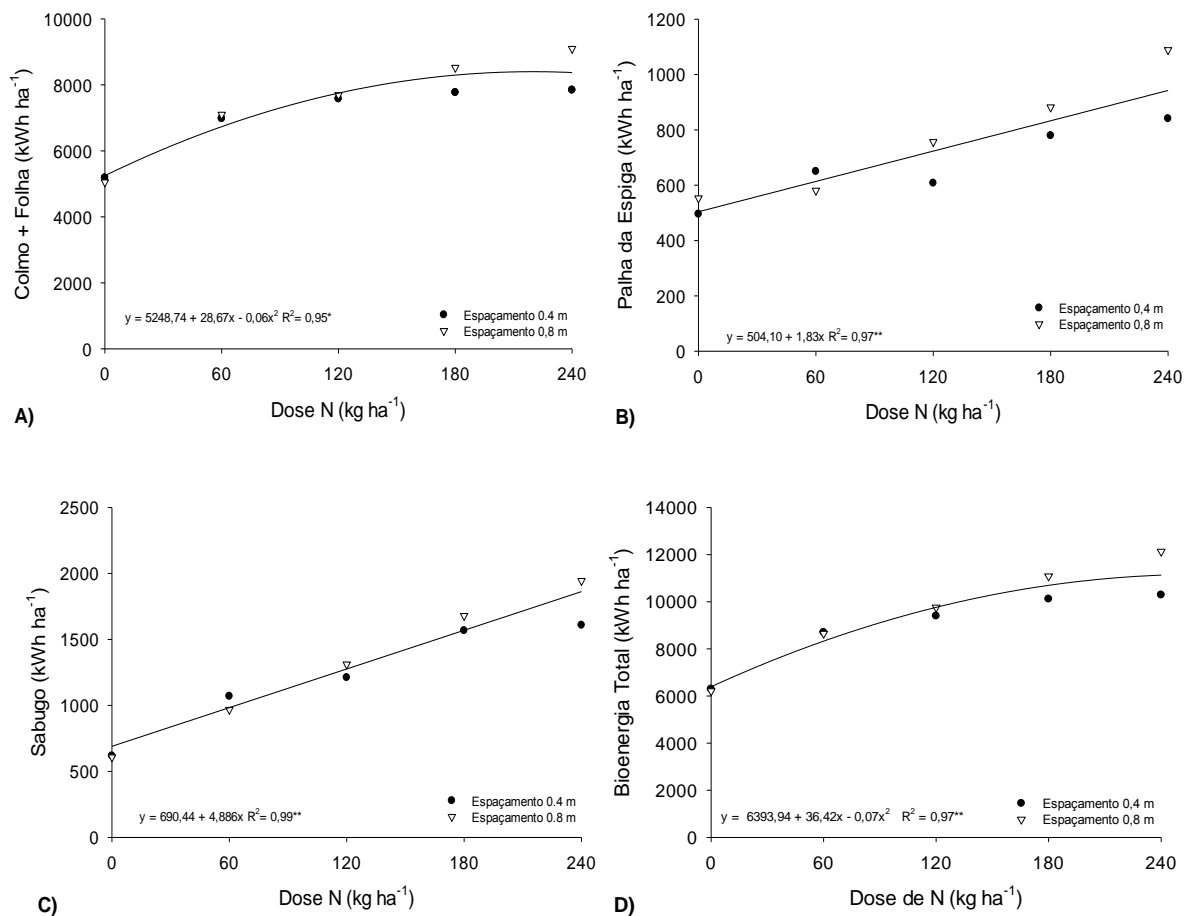 10000
8000
6000
4000
2000
0
Colmo + Folha (kWh ha⁻¹)
y = 5248,74 + 28,67x - 0,06x² R²= 0,95*
Espaçamento 0.4 m
Espaçamento 0,8 m
0 60 120 180 240
Dose N (kg ha⁻¹)
A)
1200
1000
800
600
400
200
0
Palha da Espiga (kWh ha⁻¹)
Espaçamento 0,4 m
Espaçamento 0,8 m
y = 504,10 + 1,83x R²= 0,97**
0 60 120 180 240
Dose N (kg ha⁻¹)
B)
2500
2000
1500
1000
500
0
Sabugo (kWh ha⁻¹)
Espaçamento 0.4 m
Espaçamento 0.8 m
y = 690,44 + 4,886x R²= 0,99**
0 60 120 180 240
Dose N (kg ha⁻¹)
C)
14000
12000
10000
8000
6000
4000
2000
0
Bioenergia Total (kWh ha⁻¹)
Espaçamento 0,4 m
Espaçamento 0,8 m
y = 6393,94 + 36,42x - 0,07x² R² = 0,97**
0 60 120 180 240
Dose de N (kg ha⁻¹)
D)